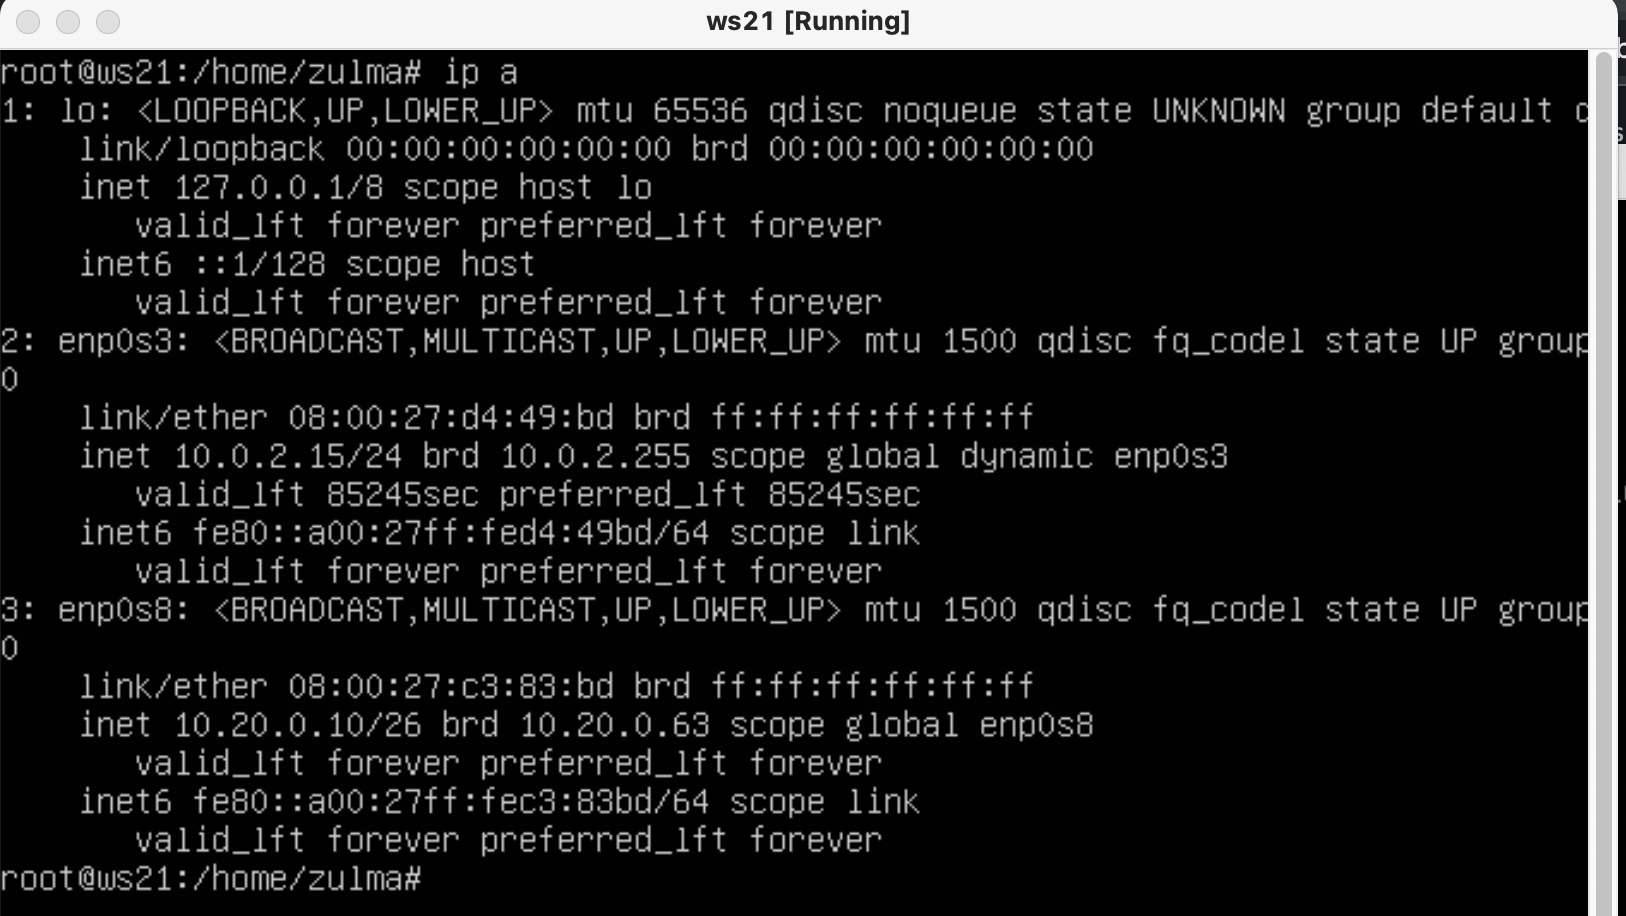 ws21 [Running]
root@ws21:/home/zulma# ip a
1: lo: <LOOPBACK,UP,LOWER_UP> mtu 65536 qdisc noqueue state UNKNOWN group default
link/loopback 00:00:00:00:00:00 brd 00:00:00:00:00:00
inet 127.0.0.1/8 scope host lo
valid_lft forever preferred_lft forever
inet6 ::1/128 scope host
valid_lft forever preferred_lft forever
2: enp0s3: <BROADCAST,MULTICAST,UP,LOWER_UP> mtu 1500 qdisc fq_codel state UP group
0
link/ether 08:00:27:d4:49:bd brd ff:ff:ff:ff:ff:ff
inet 10.0.2.15/24 brd 10.0.2.255 scope global dynamic enp0s3
valid_lft 85245sec preferred_lft 85245sec
inet6 fe80::a00:27ff:fed4:49bd/64 scope link
valid_lft forever preferred_lft forever
3: enp0s8: <BROADCAST,MULTICAST,UP,LOWER_UP> mtu 1500 qdisc fq_codel state UP group
0
link/ether 08:00:27:c3:83:bd brd ff:ff:ff:ff:ff:ff
inet 10.20.0.10/26 brd 10.20.0.63 scope global enp0s8
valid_lft forever preferred_lft forever
inet6 fe80::a00:27ff:fec3:83bd/64 scope link
valid_lft forever preferred_lft forever
root@ws21:/home/zulma#